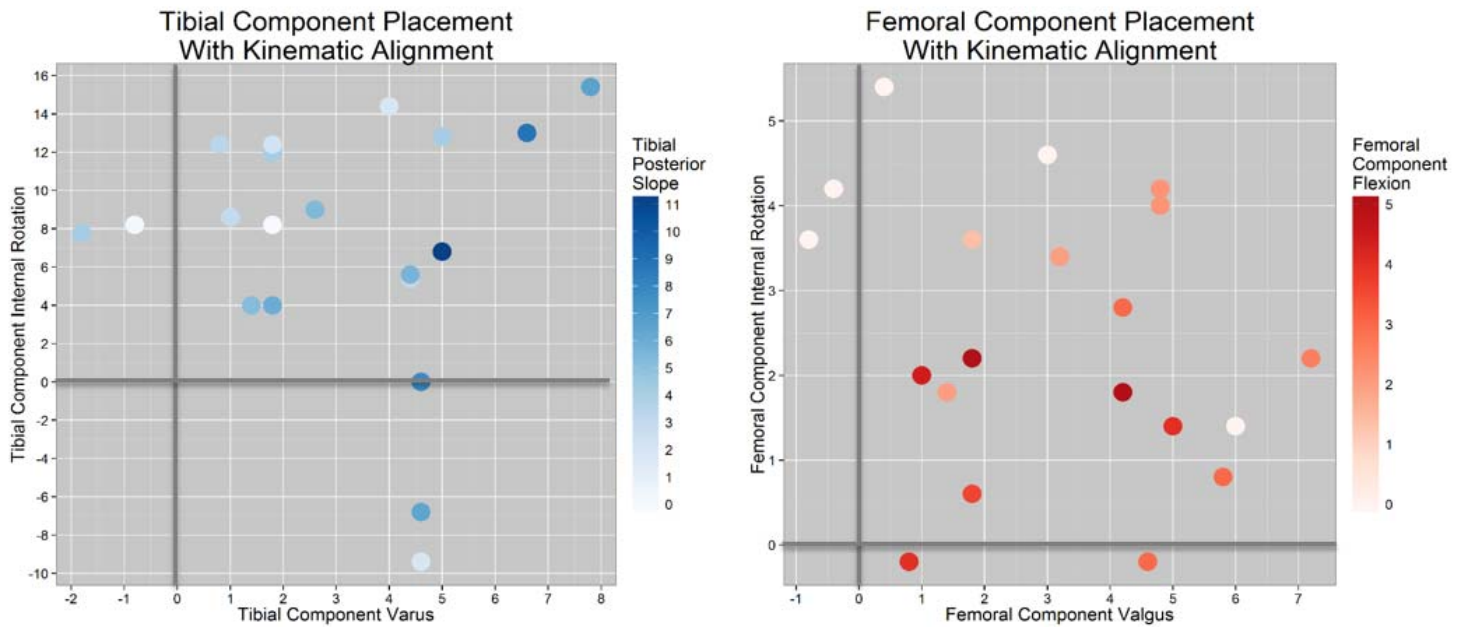 Tibial Component Placement
With Kinematic Alignment
Tibial Component Internal Rotation
16
14
12
10
8
6
4
2
0
-2
-4
-6
-8
-10
-2 -1 0 1 2 3 4 5 6 7 8
Tibial Component Varus
Tibial
Posterior
Slope
11
10
9
8
7
6
5
4
3
2
1
0
Femoral Component Placement
With Kinematic Alignment
Femoral Component Internal Rotation
5
4
3
2
1
0
-1 0 1 2 3 4 5 6 7
Femoral Component Valgus
Femoral
Component
Flexion
5
4
3
2
1
0